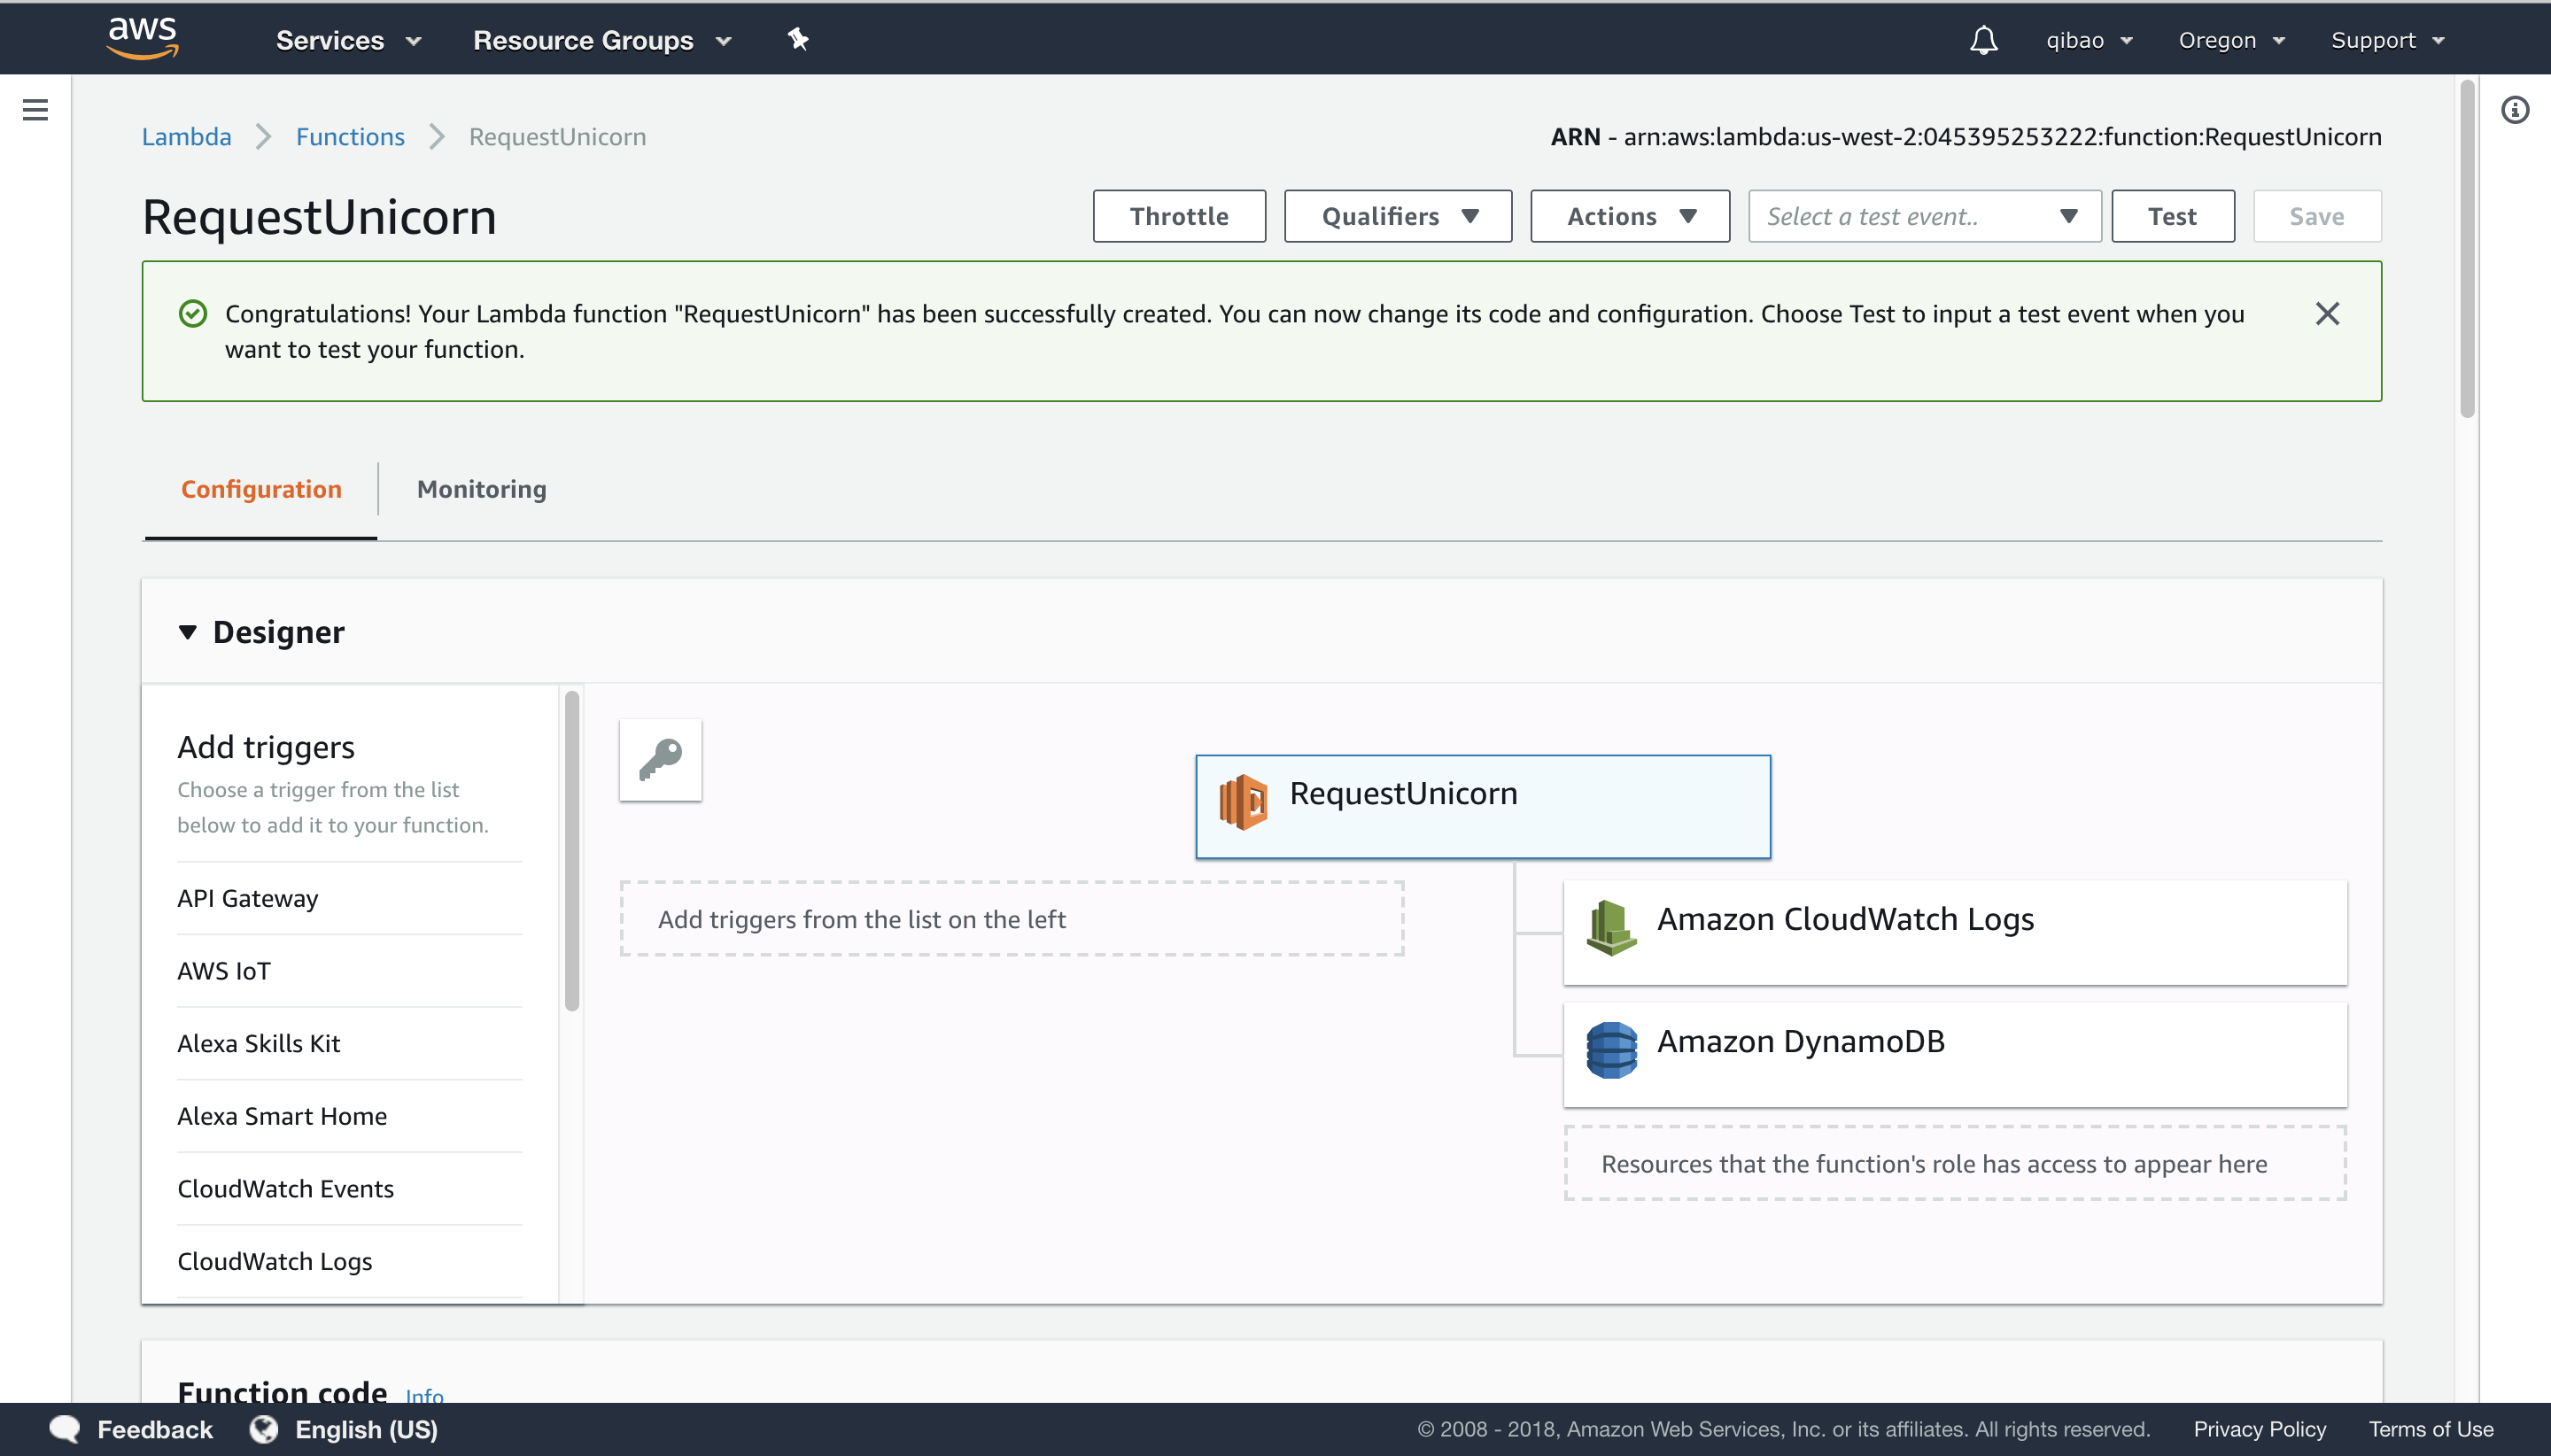 aws Services Resource Groups qibao Oregon Support
Lambda Functions RequestUnicorn ARN - arn:aws:lambda:us-west-2:045395253222:function:RequestUnicorn
RequestUnicorn Throttle Qualifiers Actions Select a test event.. Test Save
Congratulations! Your Lambda function "RequestUnicorn" has been successfully created. You can now change its code and configuration. Choose Test to input a test event when you
want to test your function.
Configuration Monitoring
Designer
Add triggers
Choose a trigger from the list
below to add it to your function.
API Gateway
AWS IoT
Alexa Skills Kit
Alexa Smart Home
CloudWatch Events
CloudWatch Logs
RequestUnicorn
Add triggers from the list on the left
Amazon CloudWatch Logs
Amazon DynamoDB
Resources that the function's role has access to appear here
Function code Info
Feedback English (US) © 2008 - 2018, Amazon Web Services, Inc. or its affiliates. All rights reserved. Privacy Policy Terms of Use